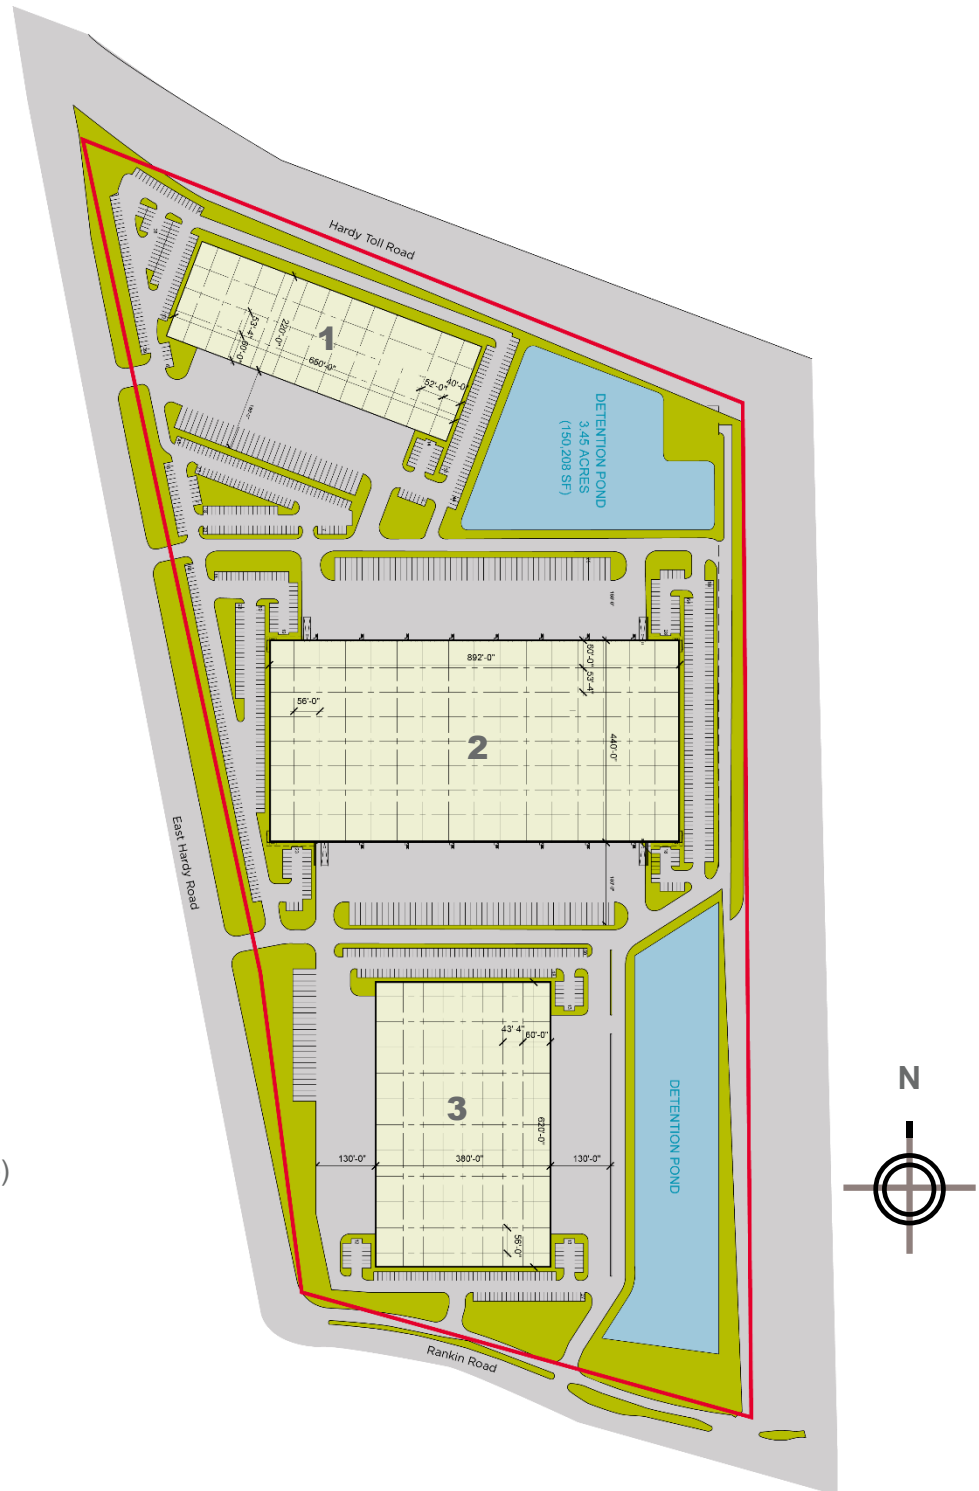 Hardy Toll Road
1
220'-0"
53'-4"
60'-0"
650'-0"
52'-0"
40'-0"
DETENTION POND
3.45 ACRES
(150,208 SF)
892'-0"
60'-0"
53'-4"
56'-0"
2
440'-0"
East Hardy Road
43' 4"
60'-0"
3
620'-0"
130'-0"
380'-0"
130'-0"
56'-0"
DETENTION POND
N
)
Rankin Road